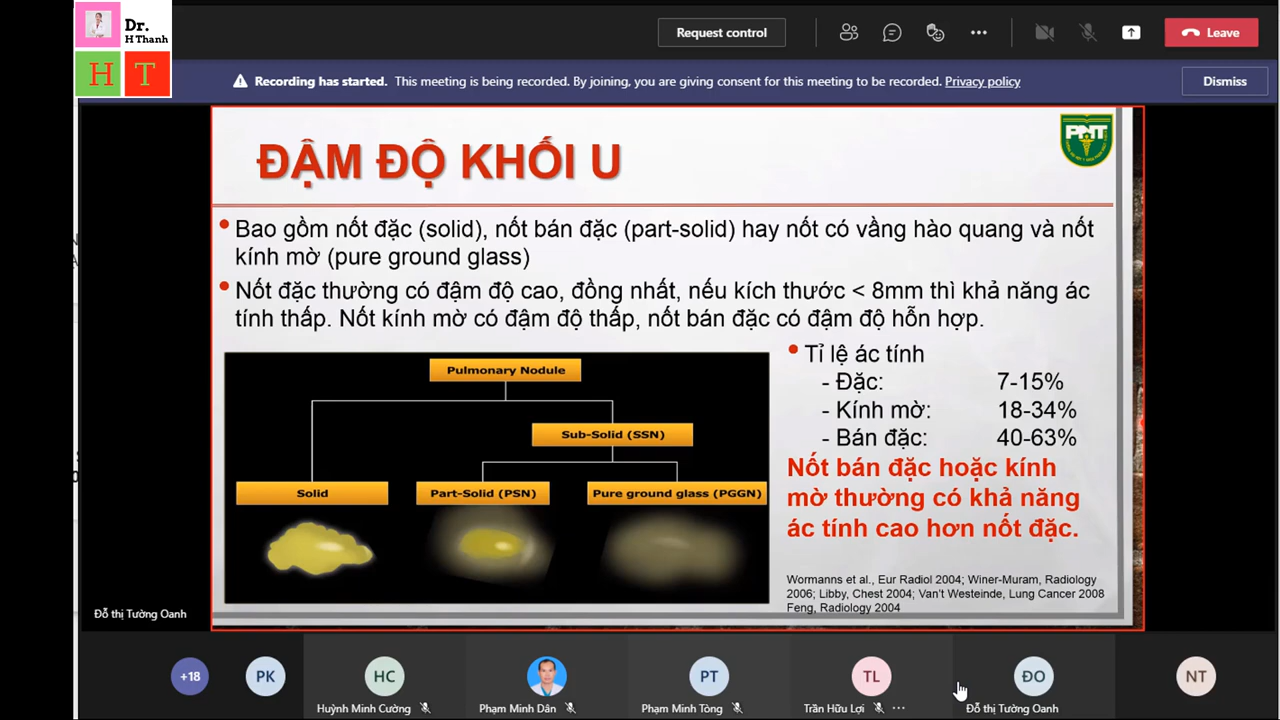 Dr.
H Thanh
H T
Request control
Leave
Recording has started. This meeting is being recorded. By joining, you are giving consent for this meeting to be recorded. Privacy policy
Dismiss
ĐẬM ĐỘ KHỐI U
PNT
• Bao gồm nốt đặc (solid), nốt bán đặc (part-solid) hay nốt có vầng hào quang và nốt
kính mờ (pure ground glass)
• Nốt đặc thường có đậm độ cao, đồng nhất, nếu kích thước < 8mm thì khả năng ác
tính thấp. Nốt kính mờ có đậm độ thấp, nốt bán đặc có đậm độ hỗn hợp.
Pulmonary Nodule
Sub-Solid (SSN)
Solid
Part-Solid (PSN)
Pure ground glass (PGGN)
• Tỉ lệ ác tính
- Đặc: 7-15%
- Kính mờ: 18-34%
- Bán đặc: 40-63%
Nốt bán đặc hoặc kính
mờ thường có khả năng
ác tính cao hơn nốt đặc.
Wormanns et al., Eur Radiol 2004; Winer-Muram, Radiology
2006; Libby, Chest 2004; Van't Westeinde, Lung Cancer 2008
Feng, Radiology 2004
Đỗ thị Tường Oanh
+18
PK
HC
Huỳnh Minh Cường
Phạm Minh Dân
PT
Phạm Minh Tòng
TL
Trần Hữu Lợi
ĐO
Đỗ thị Tường Oanh
NT